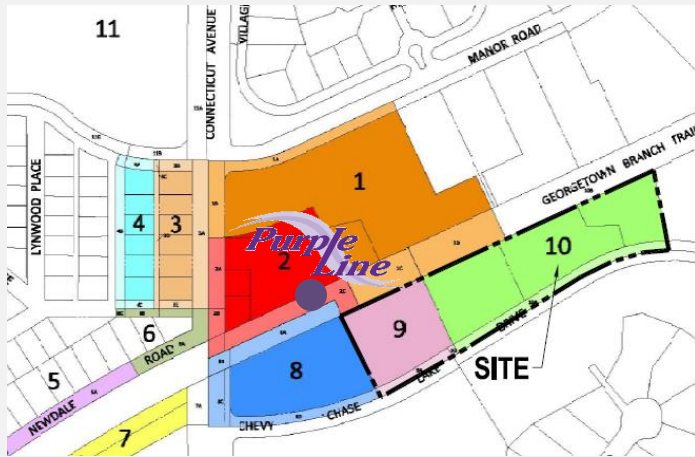 11
CONNECTICUT AVENUE
VILLAGE
MANOR ROAD
LYNWOOD PLACE
GEORGETOWN BRANCH TRAIL
1
4
3
2
Purple
Line
10
6
9
5
NEWDALE ROAD
8
SITE
7
CHEVY CHASE LAKE DRIVE